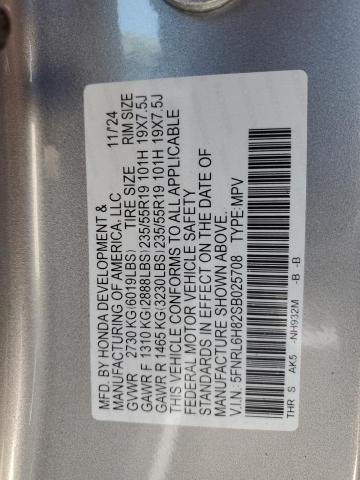 MFD. BY HONDA DEVELOPMENT & 11/'24
MANUFACTURING OF AMERICA, LLC
GVWR 2730 KG(6019LBS) TIRE SIZE RIM SIZE
GAWR F 1310 KG(2888LBS)235/55R19 101H 19X7.5J
GAWR R 1465 KG(3230LBS)235/55R19 101H 19X7.5J
THIS VEHICLE CONFORMS TO ALL APPLICABLE
FEDERAL MOTOR VEHICLE SAFETY
STANDARDS IN EFFECT ON THE DATE OF
MANUFACTURE SHOWN ABOVE.
V.I.N: 5FNRL6H82SB025708 TYPE:MPV
THR S AK5 -NH932M -B -B